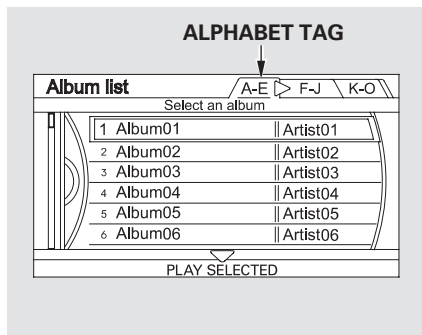 ALPHABET TAG
Album list A-E F-J K-O
Select an album
1 Album01 Artist01
2 Album02 Artist02
3 Album03 Artist03
4 Album04 Artist04
5 Album05 Artist05
6 Album06 Artist06
PLAY SELECTED